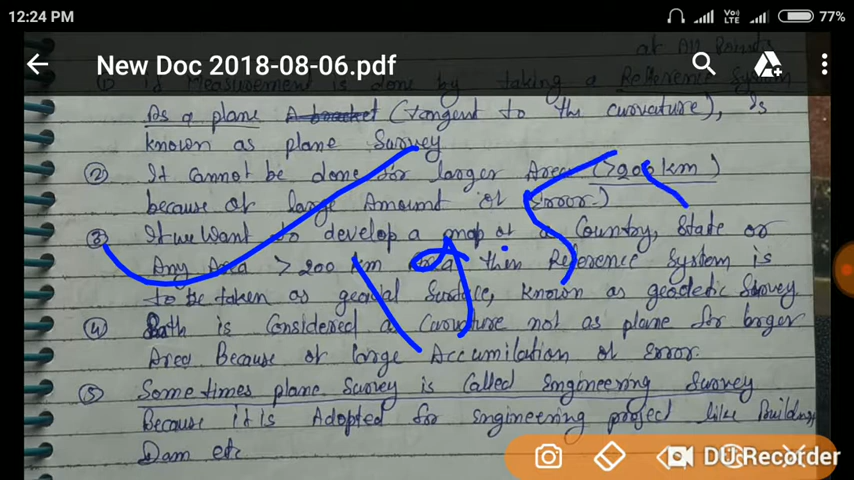 12:24 PM
VoLTE
77%
New Doc 2018-08-06.pdf
at All Points
① If Measurement is done by taking a Reference System
As a plane (tangent to the curvature), Is
known as plane Survey
② It cannot be done for larger Area (>200 km)
because of large Amount of Error.)
③ If we Want to develop a map of a Country, State or
Any Area >200 km Area then Reference System is
to be taken as Surface, known as geodetic Survey
④ is Considered as Curvature not as plane for larger
Area Because of large Accumilation of Error.
⑤ Sometimes plane Survey is Called Engineering Survey
Because it is Adopted for engineering project like Building,
Dam etc
DU Recorder